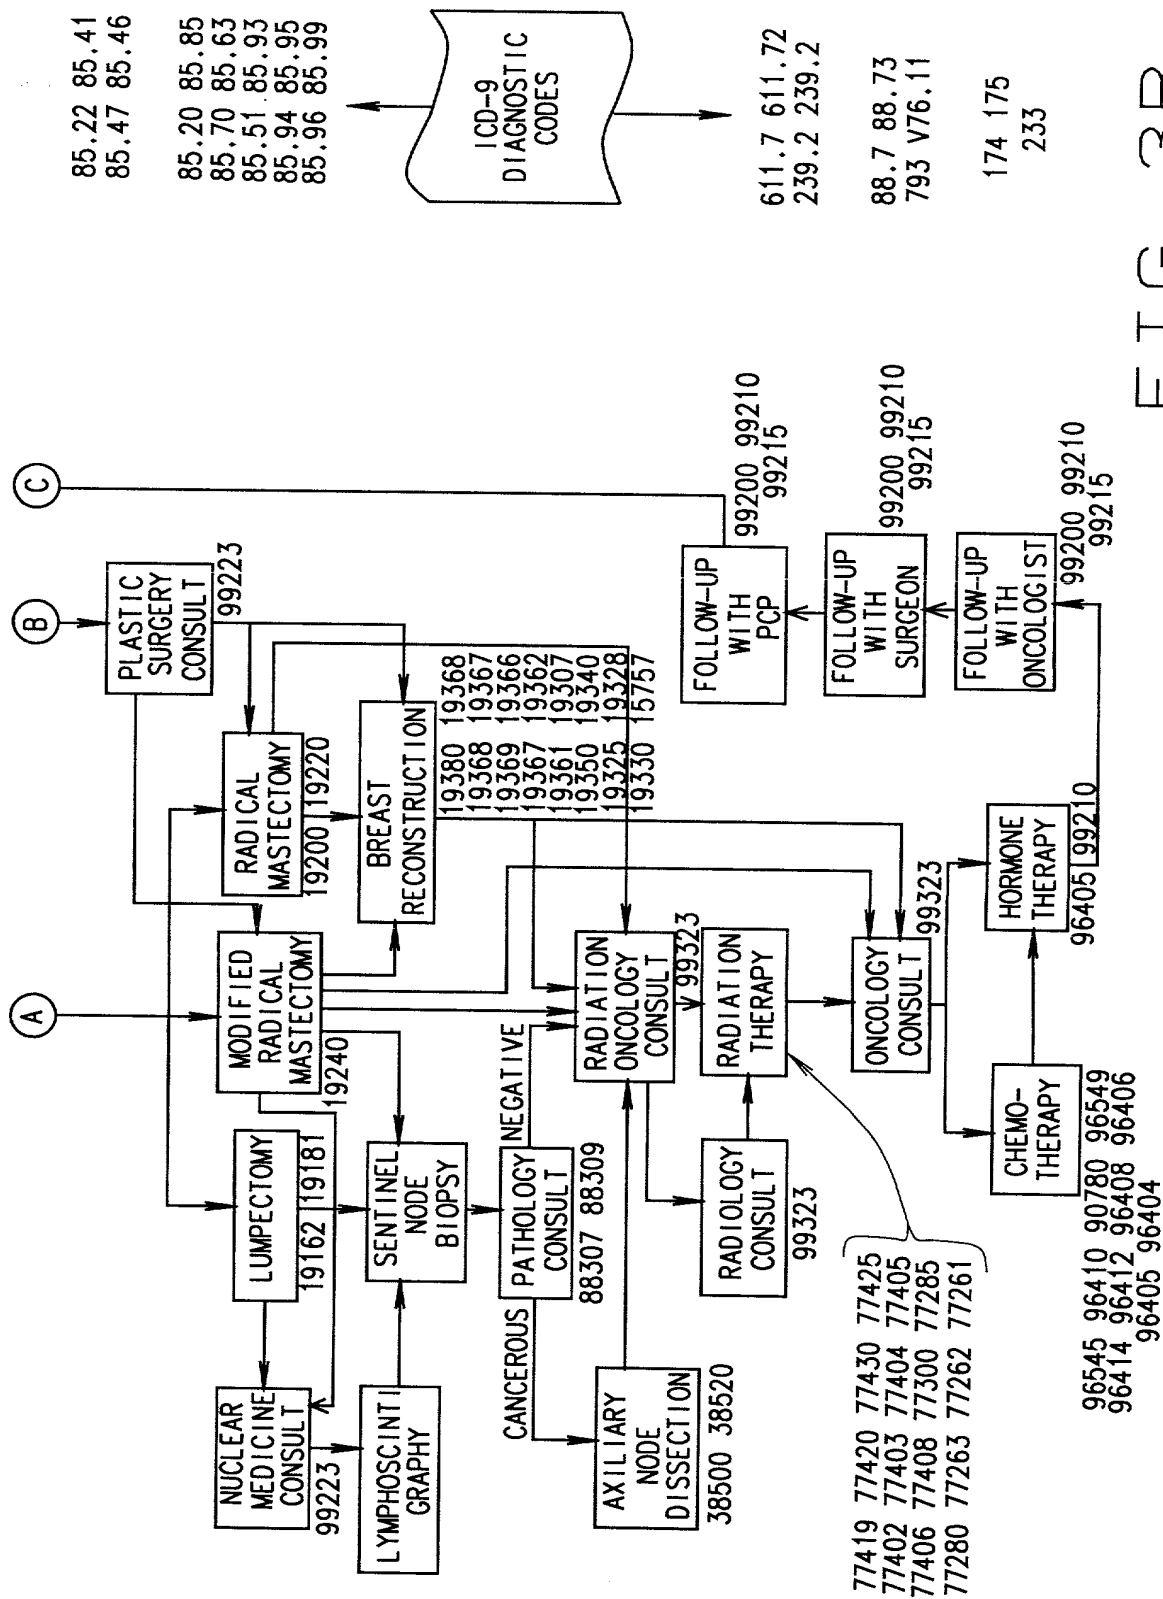 A
B
C
PLASTIC
SURGERY
CONSULT
99223
NUCLEAR
MEDICINE
CONSULT
99223
LUMPECTOMY
19162 19181
MODIFIED
RADICAL
MASTECTOMY
19240
RADICAL
MASTECTOMY
19200 19220
LYMPHOSCINTI
GRAPHY
SENTINEL
NODE
BIOPSY
BREAST
RECONSTRUCTION
19380 19368
19368 19367
19369 19366
19367 19362
19361 19307
19350 19340
19325 19328
19330 15757
CANCEROUS
PATHOLOGY
CONSULT
88307 88309
NEGATIVE
AXILIARY
NODE
DISSECTION
38500 38520
RADIATION
ONCOLOGY
CONSULT
99323
RADIOLOGY
CONSULT
99323
RADIATION
THERAPY
77419 77420 77430 77425
77402 77403 77404 77405
77406 77408 77300 77285
77280 77263 77262 77261
ONCOLOGY
CONSULT
99323
CHEMO-
THERAPY
96545 96410 90780 96549
96414 96412 96408 96406
96405 96404
HORMONE
THERAPY
96405 99210
FOLLOW-UP
WITH
PCP
99200 99210
99215
FOLLOW-UP
WITH
SURGEON
99200 99210
99215
FOLLOW-UP
WITH
ONCOLOGIST
99200 99210
99215
85.22 85.41
85.47 85.46
85.20 85.85
85.70 85.63
85.51 85.93
85.94 85.95
85.96 85.99
ICD-9
DIAGNOSTIC
CODES
611.7 611.72
239.2 239.2
88.7 88.73
793 V76.11
174 175
233
FIG 3B